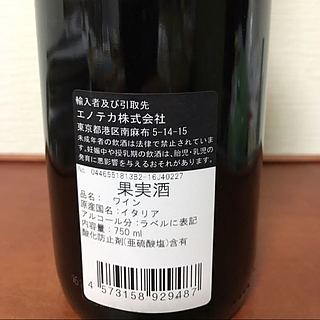 輸入者及び引取先
エノテカ株式会社
東京都港区南麻布5-14-15
未成年者の飲酒は法律で禁止されていま
す。妊娠中や授乳期の飲酒は、胎児・乳児の
発育に悪影響を与えるおそれがあります。
No. 0446551813B2-16J40227
果実酒
品名: ワイン
原産国名:イタリア
アルコール分:ラベルに表記
内容量:750ml
酸化防止剤(亜硫酸塩)含有
4 573158 929487